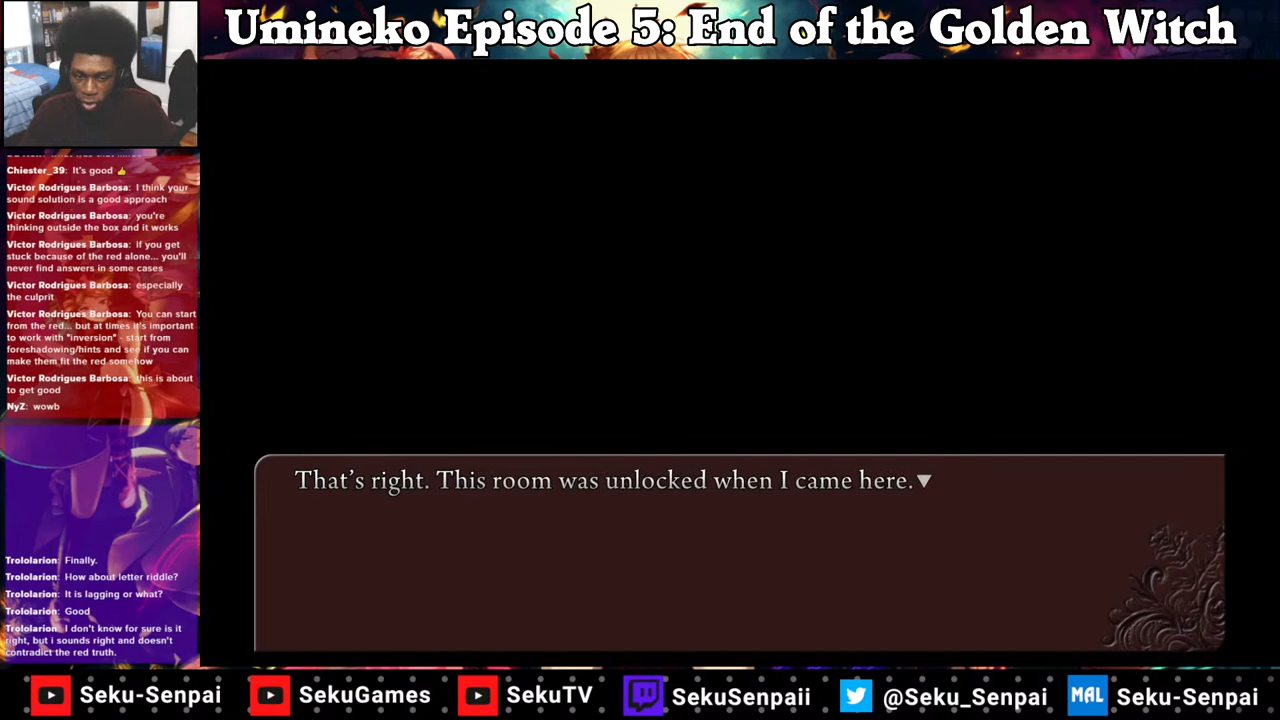 Umineko Episode 5: End of the Golden Witch
Chiester_39: It's good 👍
Victor Rodrigues Barbosa: I think your
sound solution is a good approach
Victor Rodrigues Barbosa: you're
thinking outside the box and it works
Victor Rodrigues Barbosa: if you get
stuck because of the red alone... you'll
never find answers in some cases
Victor Rodrigues Barbosa: especially
the culprit
Victor Rodrigues Barbosa: You can start
from the red... but at times it's important
to work with "inversion" - start from
foreshadowing/hints and see if you can
make them fit the red somehow
Victor Rodrigues Barbosa: this is about
to get good
NyZ: wowb
Trololarion: Finally.
Trololarion: How about letter riddle?
Trololarion: It is lagging or what?
Trololarion: Good
Trololarion: I don't know for sure is it
right, but i sounds right and doesn't
contradict the red truth.
That's right. This room was unlocked when I came here.▼
Seku-Senpai
SekuGames
SekuTV
SekuSenpaii
@Seku_Senpai
MAL Seku-Senpai